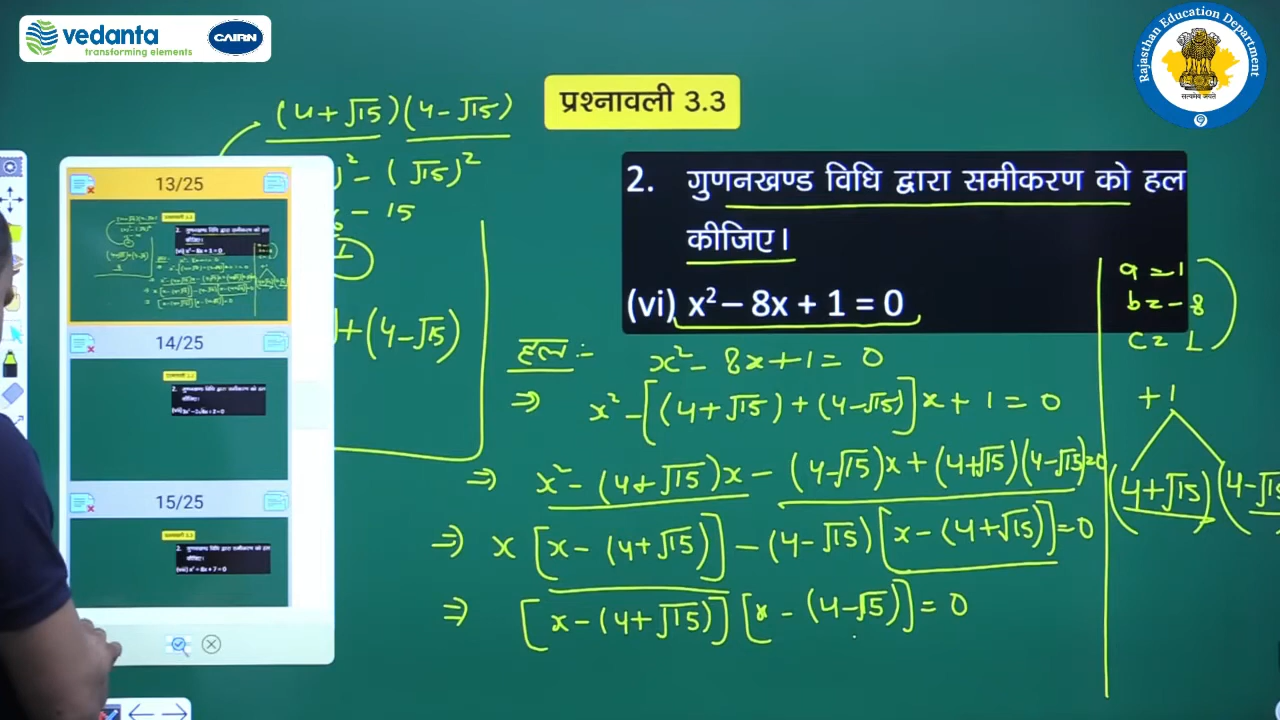 vedanta
transforming elements
CAIRN
Rajasthan Education Department
सत्यमेव जयते
प्रश्नावली 3.3
(4+√15)(4-√15)
)² - (√15)²
- 15
1
+(4-√15)
2. गुणनखण्ड विधि द्वारा समीकरण को हल
कीजिए।
(vi) x² – 8x + 1 = 0
हल :- x² - 8x + 1 = 0
⇒ x² - [(4+√15) + (4-√15)] x + 1 = 0
⇒ x² - (4+√15)x - (4-√15)x + (4+√15)(4-√15)=0
⇒ x [x - (4+√15)] - (4-√15) [x - (4+√15)] = 0
⇒ [x - (4+√15)] [x - (4-√5)] = 0
a = 1
b = - 8
c = 1
+1
(4+√15) (4-√15
13/25
14/25
15/25